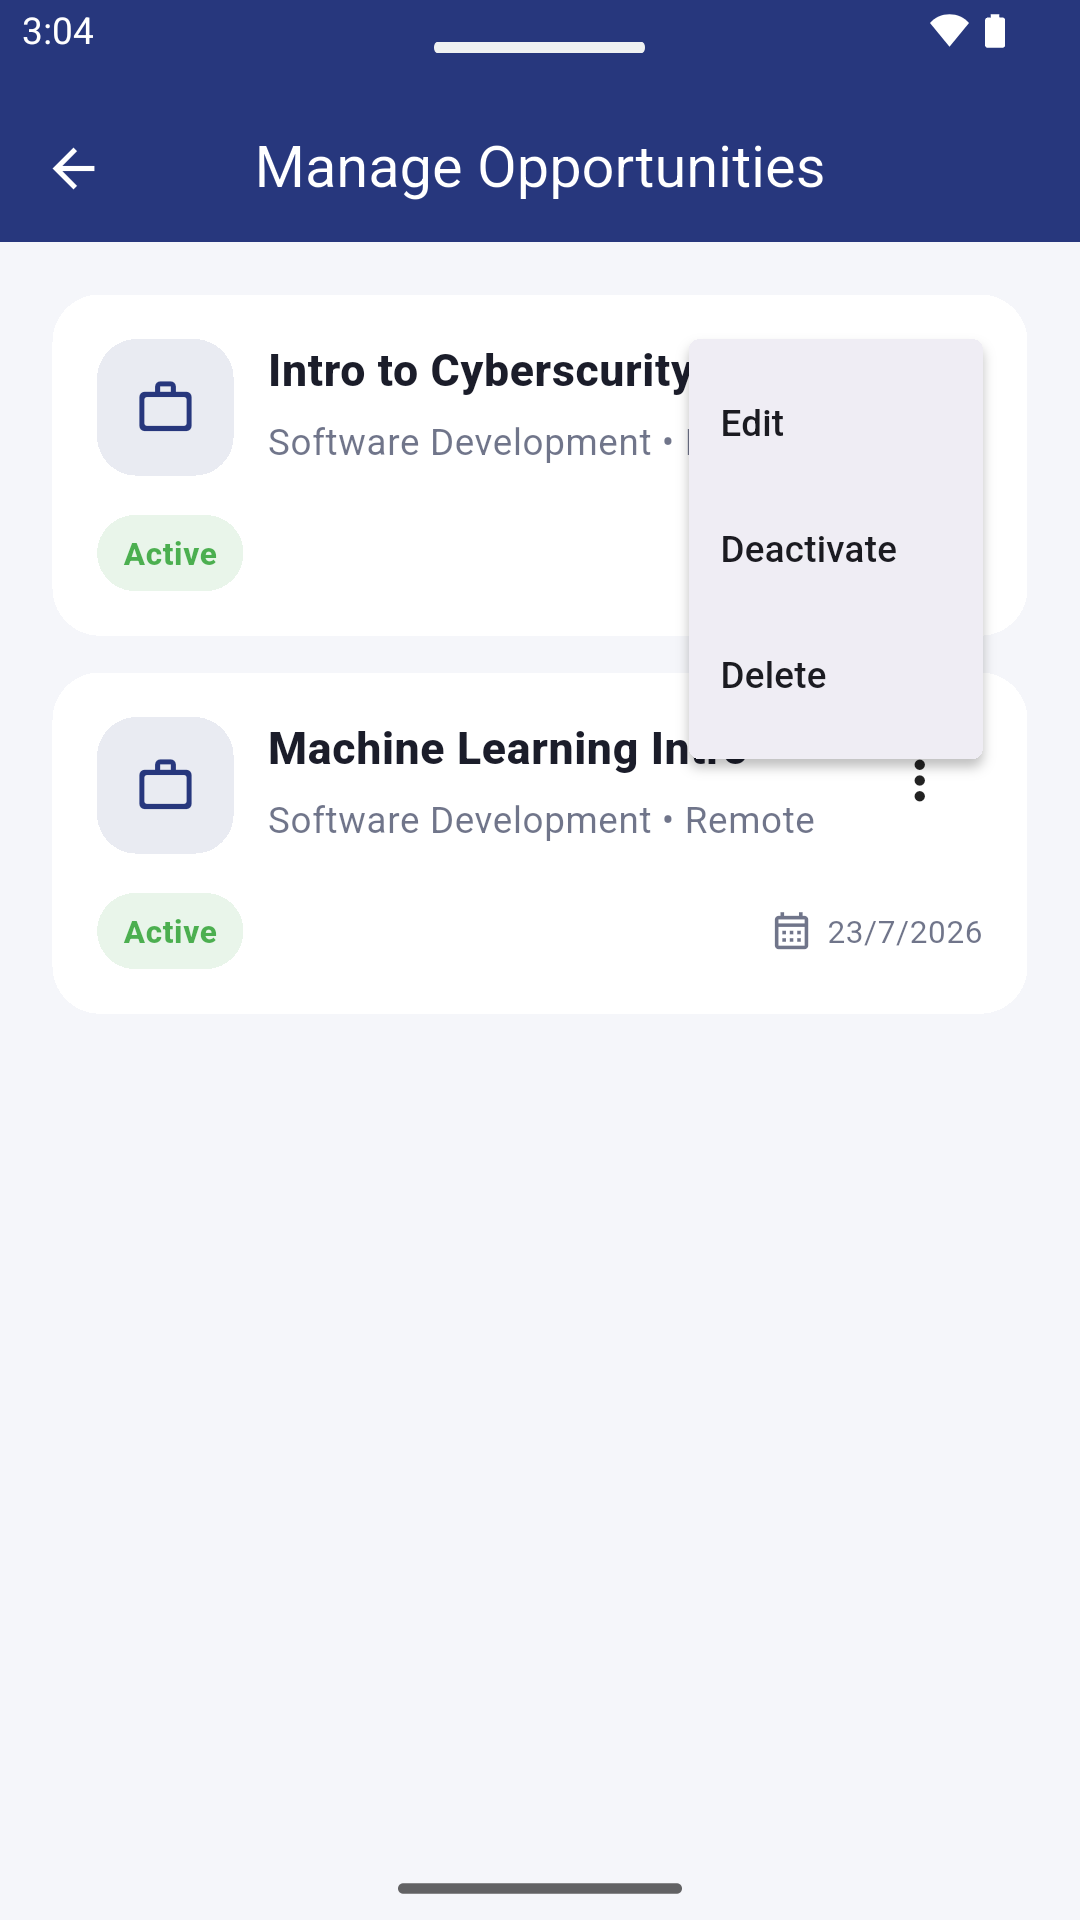 3:04
Manage Opportunities
Intro to Cyberscurity
Software Development •
Active
Edit
Deactivate
Delete
Machine Learning Intro
Software Development • Remote
Active
23/7/2026